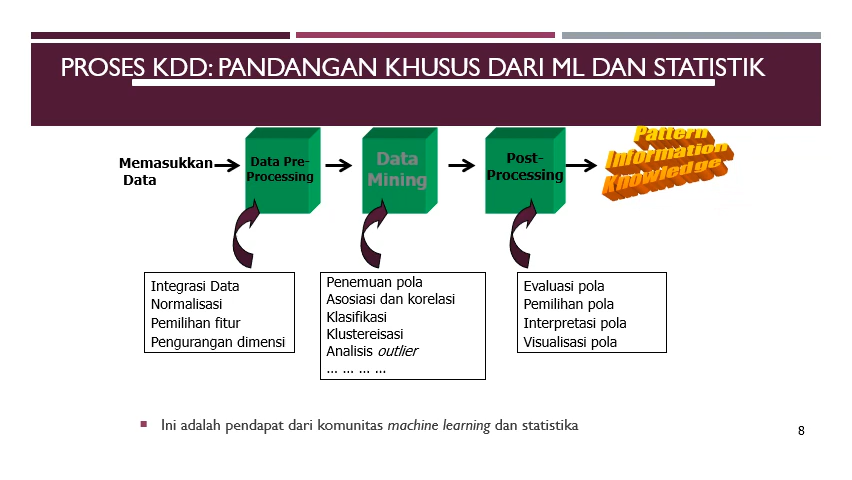 PROSES KDD: PANDANGAN KHUSUS DARI ML DAN STATISTIK
Memasukkan
Data
Data Pre-
Processing
Data
Mining
Post-
Processing
Pattern
Information
Knowledge
Integrasi Data
Normalisasi
Pemilihan fitur
Pengurangan dimensi
Penemuan pola
Asosiasi dan korelasi
Klasifikasi
Klustereisasi
Analisis outlier
… … … …
Evaluasi pola
Pemilihan pola
Interpretasi pola
Visualisasi pola
Ini adalah pendapat dari komunitas machine learning dan statistika
8